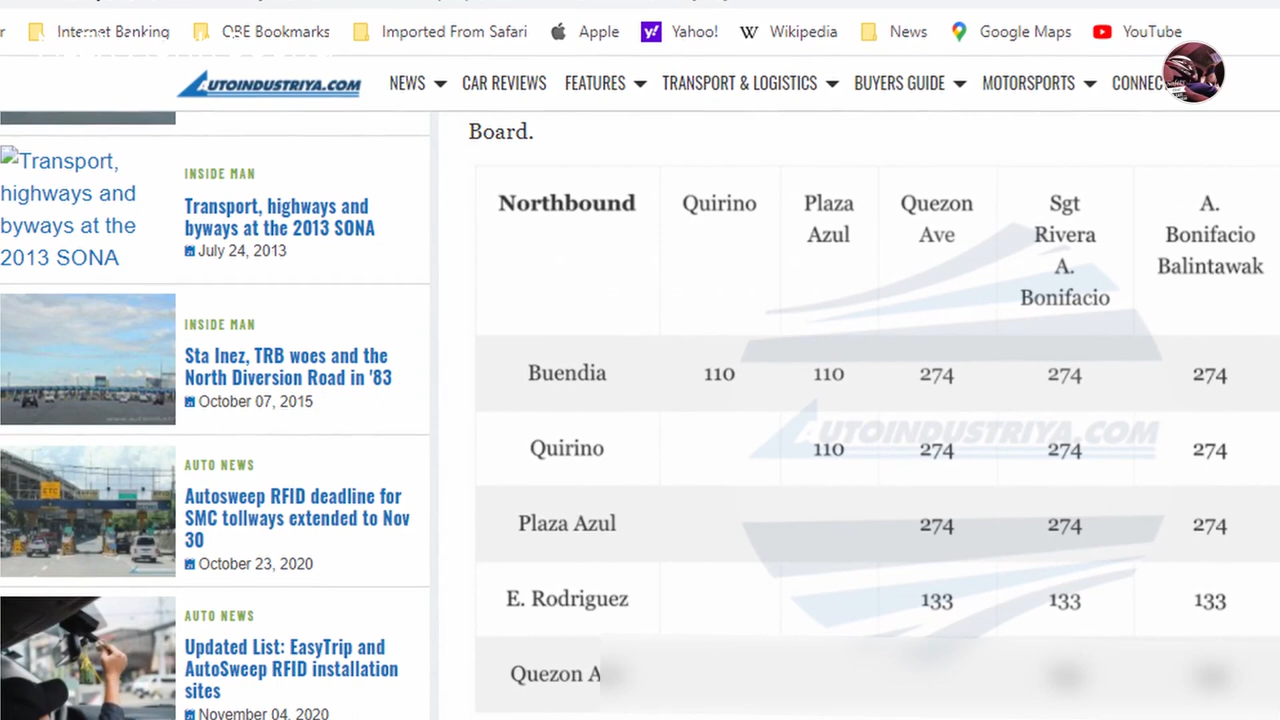 Internet Banking
QBE Bookmarks
Imported From Safari
Apple
Yahoo!
Wikipedia
News
Google Maps
YouTube
AUTOINDUSTRIYA.COM
NEWS
CAR REVIEWS
FEATURES
TRANSPORT & LOGISTICS
BUYERS GUIDE
MOTORSPORTS
CONNEC
Transport,
highways and
byways at the
2013 SONA
INSIDE MAN
Transport, highways and
byways at the 2013 SONA
July 24, 2013
INSIDE MAN
Sta Inez, TRB woes and the
North Diversion Road in '83
October 07, 2015
ETC
AUTO NEWS
Autosweep RFID deadline for
SMC tollways extended to Nov
30
October 23, 2020
AUTO NEWS
Updated List: EasyTrip and
AutoSweep RFID installation
sites
November 04, 2020
Board.
Northbound
Quirino
Plaza
Azul
Quezon
Ave
Sgt
Rivera
A.
Bonifacio
A.
Bonifacio
Balintawak
Buendia 110 110 274 274 274
Quirino 110 274 274 274
AUTOINDUSTRIYA.COM
Plaza Azul 274 274 274
E. Rodriguez 133 133 133
Quezon A